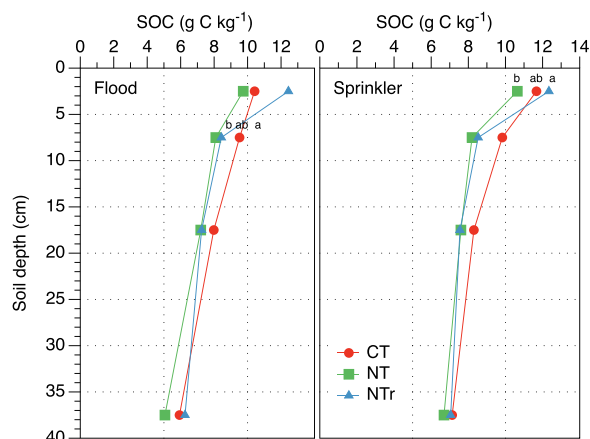 SOC (g C kg-1) SOC (g C kg-1)
0 2 4 6 8 10 12 0 2 4 6 8 10 12 14
0
5
10
15
20
25
30
35
40
Soil depth (cm)
Flood
b ab a
Sprinkler
b ab a
CT
NT
NTr